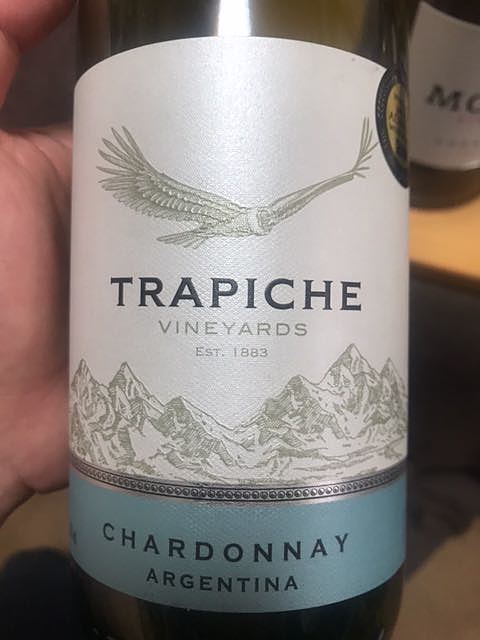 TRAPICHE
VINEYARDS
EST. 1883
CHARDONNAY
ARGENTINA